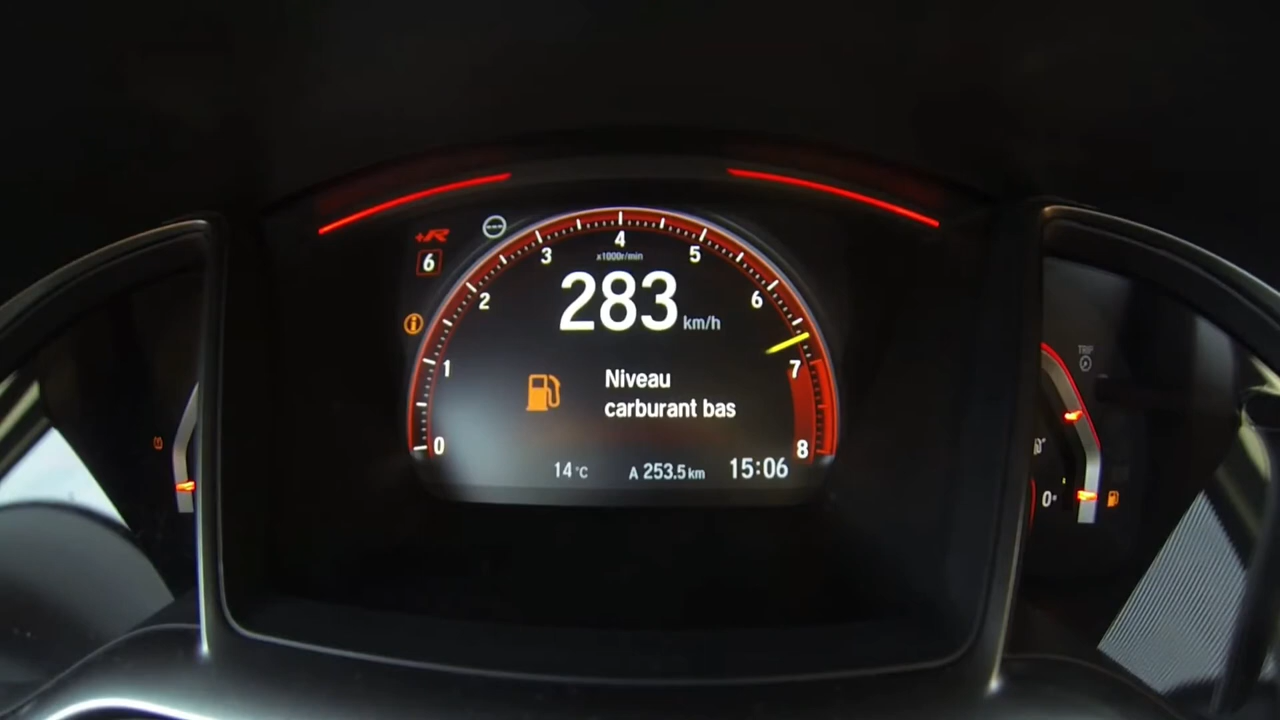 +R
6
0
1
2
3
4
5
6
7
8
x1000r/min
283 km/h
Niveau
carburant bas
14°C
A 253.5 km
15:06
TRIP
0